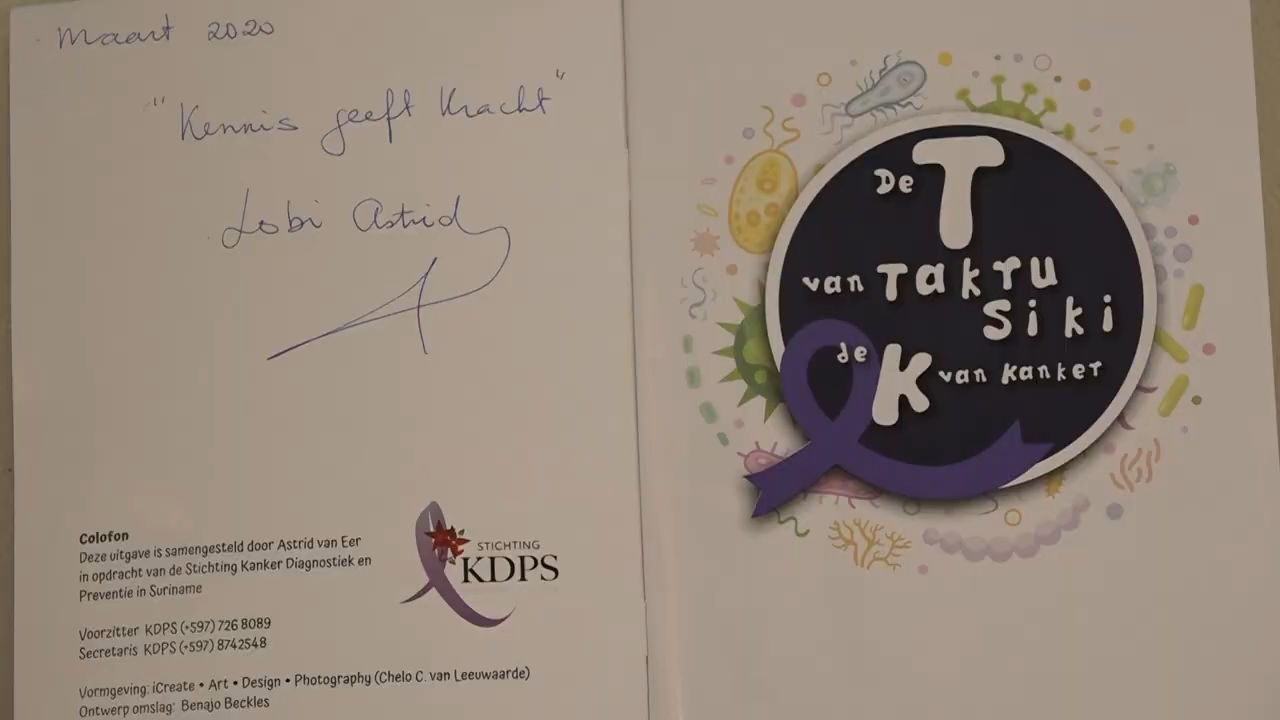 Maart 2020
"Kennis geeft kracht"
Lobi Astrid
Colofon
Deze uitgave is samengesteld door Astrid van Eer
in opdracht van de Stichting Kanker Diagnostiek en
Preventie in Suriname
STICHTING
KDPS
Voorzitter KDPS (+597) 726 8089
Secretaris KDPS (+597) 8742548
Vormgeving: iCreate • Art • Design • Photography (Chelo C. van Leeuwaarde)
Ontwerp omslag: Benajo Beckles
De T
van Takru
Siki
de K van Kanker